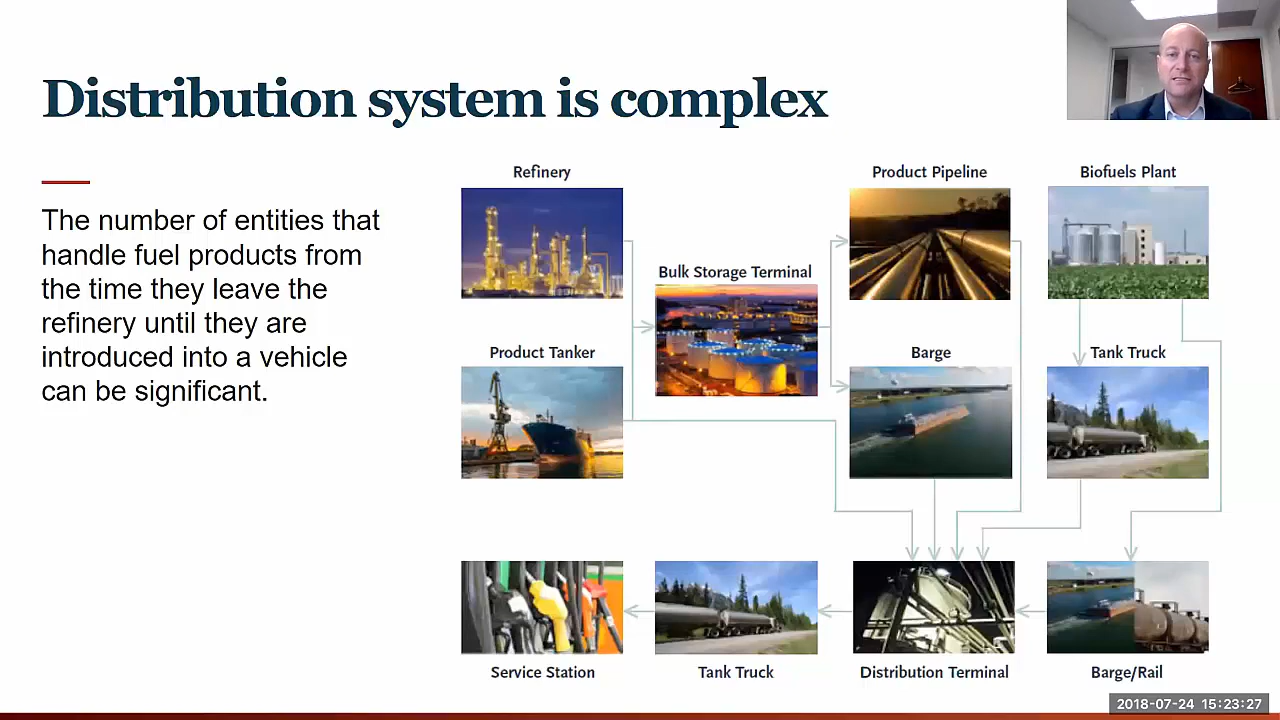 Distribution system is complex
The number of entities that
handle fuel products from
the time they leave the
refinery until they are
introduced into a vehicle
can be significant.
Refinery
Product Pipeline
Biofuels Plant
Bulk Storage Terminal
Product Tanker
Barge
Tank Truck
Service Station
Tank Truck
Distribution Terminal
Barge/Rail
2018-07-24 15:23:27